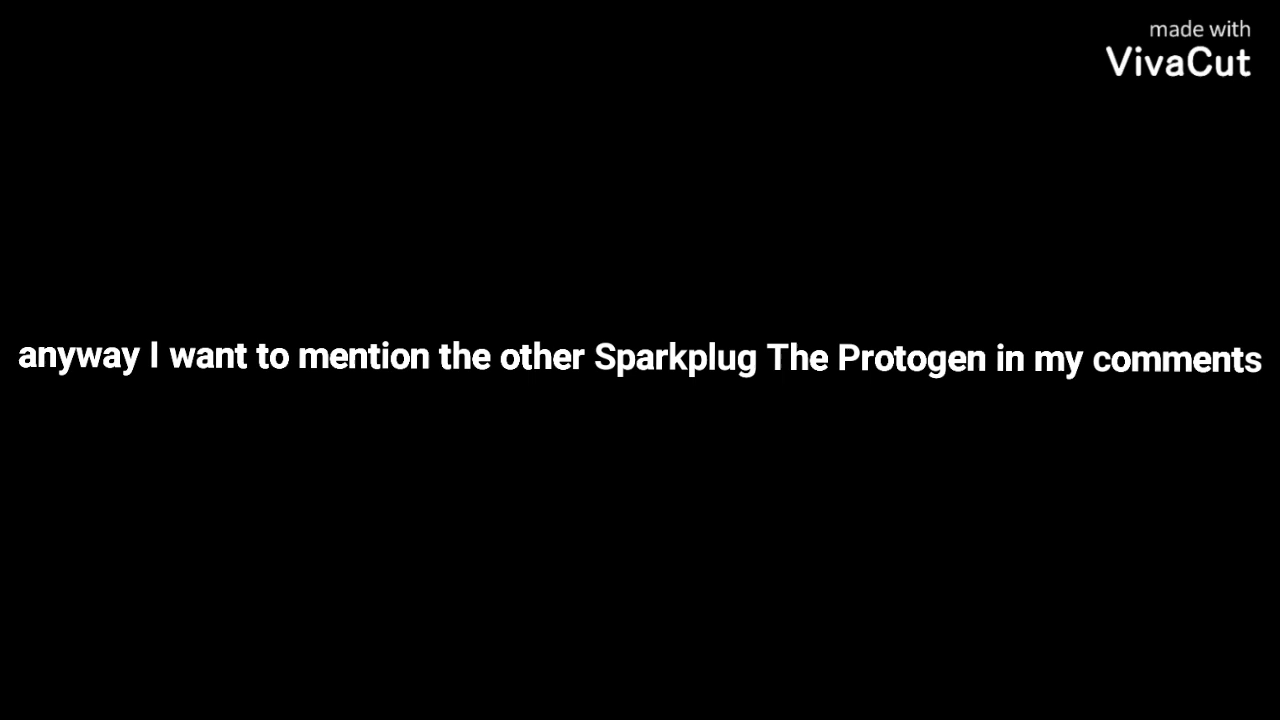 made with
VivaCut
anyway I want to mention the other Sparkplug The Protogen in my comments